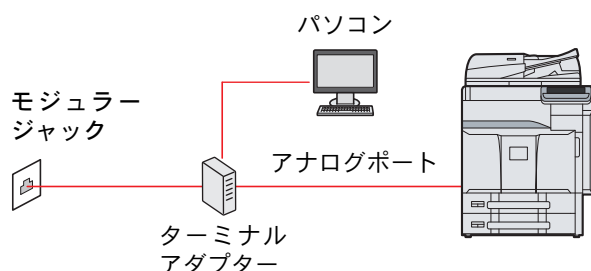 パソコン
モジュラー
ジャック
アナログポート
ターミナル
アダプター